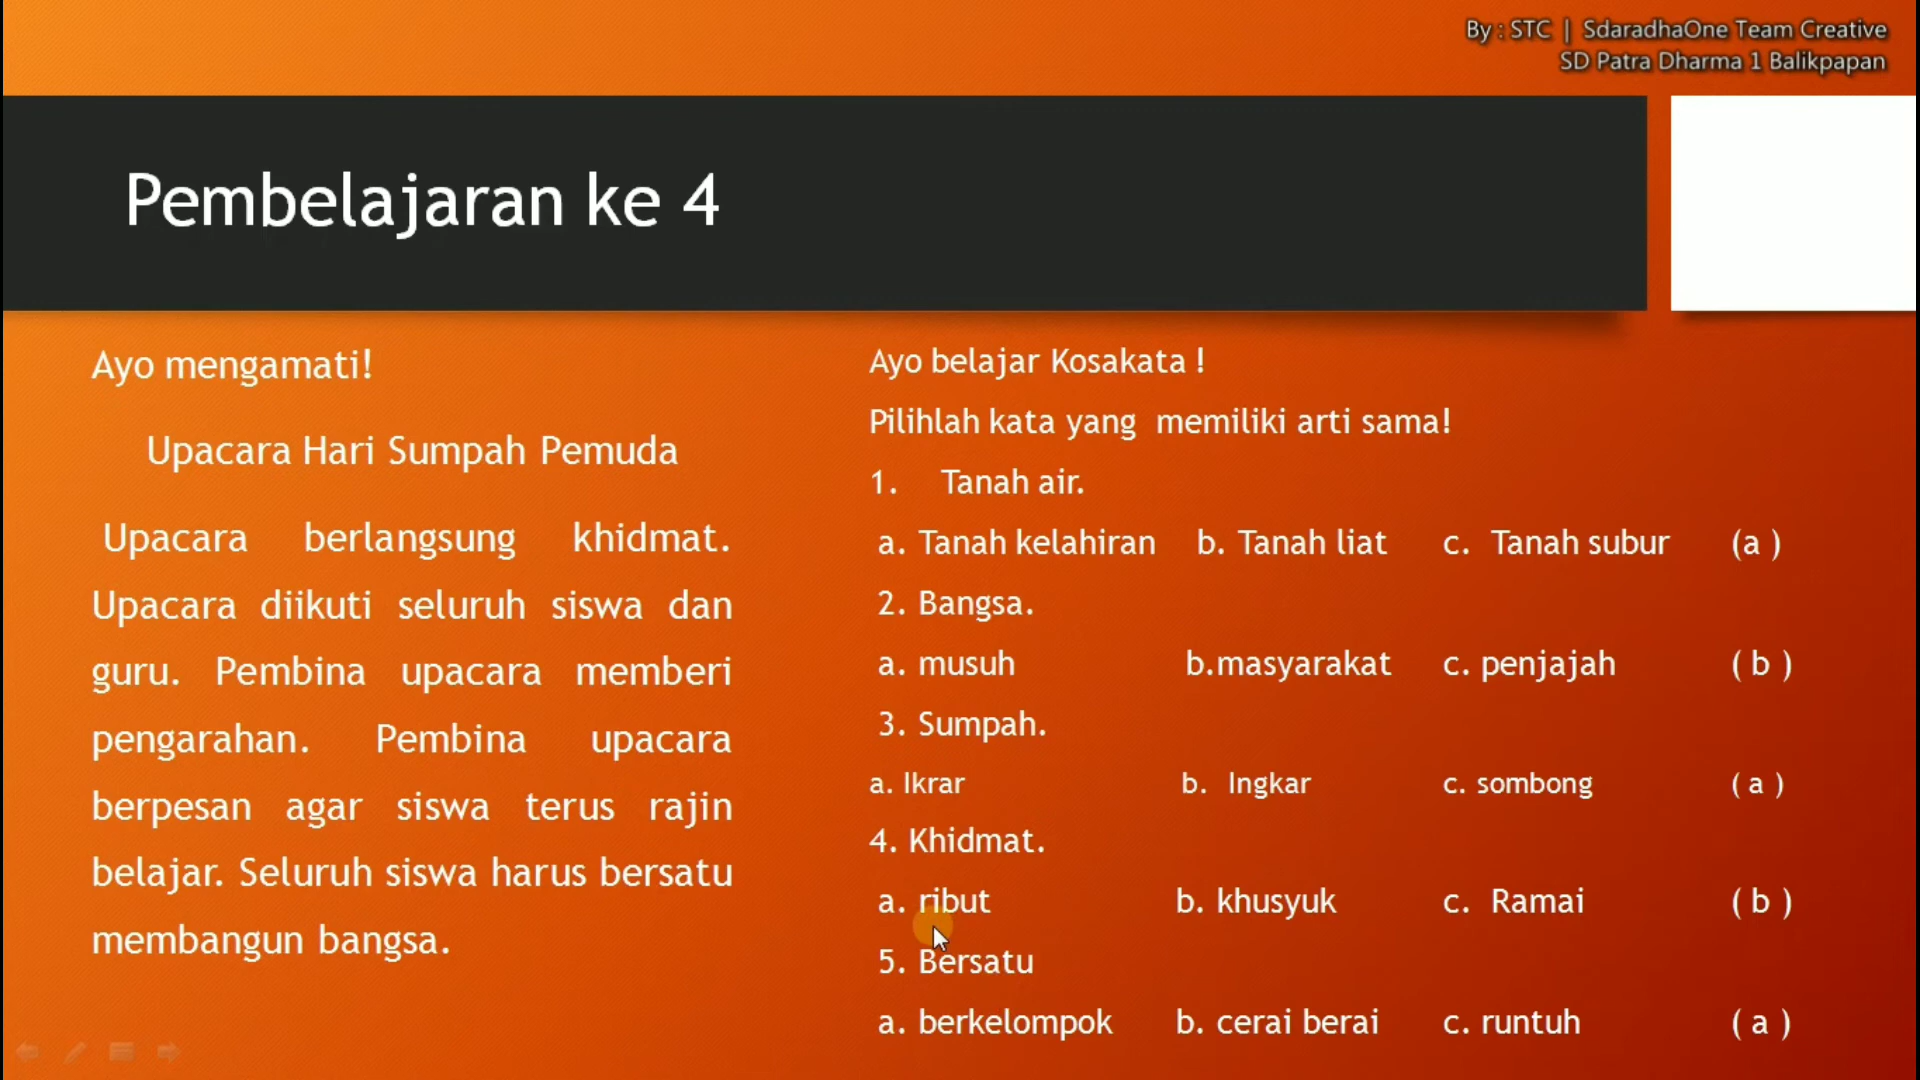 By : STC | SdaradhaOne Team Creative
SD Patra Dharma 1 Balikpapan
Pembelajaran ke 4
Ayo mengamati!
Upacara Hari Sumpah Pemuda
Upacara berlangsung khidmat.
Upacara diikuti seluruh siswa dan
guru. Pembina upacara memberi
pengarahan. Pembina upacara
berpesan agar siswa terus rajin
belajar. Seluruh siswa harus bersatu
membangun bangsa.
Ayo belajar Kosakata !
Pilihlah kata yang memiliki arti sama!
1. Tanah air.
a. Tanah kelahiran b. Tanah liat c. Tanah subur (a )
2. Bangsa.
a. musuh b.masyarakat c. penjajah ( b )
3. Sumpah.
a. Ikrar b. Ingkar c. sombong ( a )
4. Khidmat.
a. ribut b. khusyuk c. Ramai ( b )
5. Bersatu
a. berkelompok b. cerai berai c. runtuh ( a )